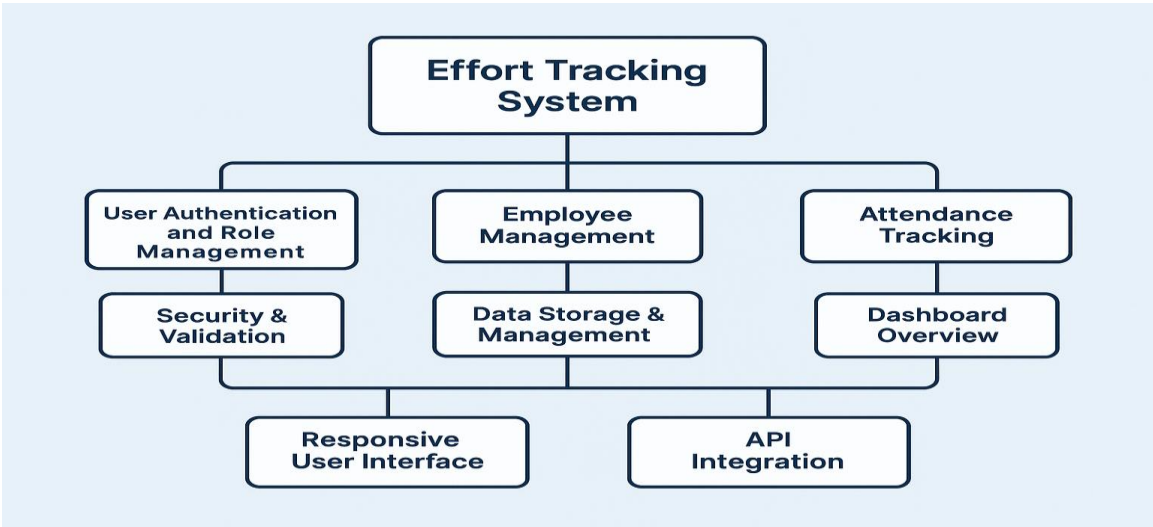 Effort Tracking
System
User Authentication
and Role
Management
Employee
Management
Attendance
Tracking
Security &
Validation
Data Storage &
Management
Dashboard
Overview
Responsive
User Interface
API
Integration